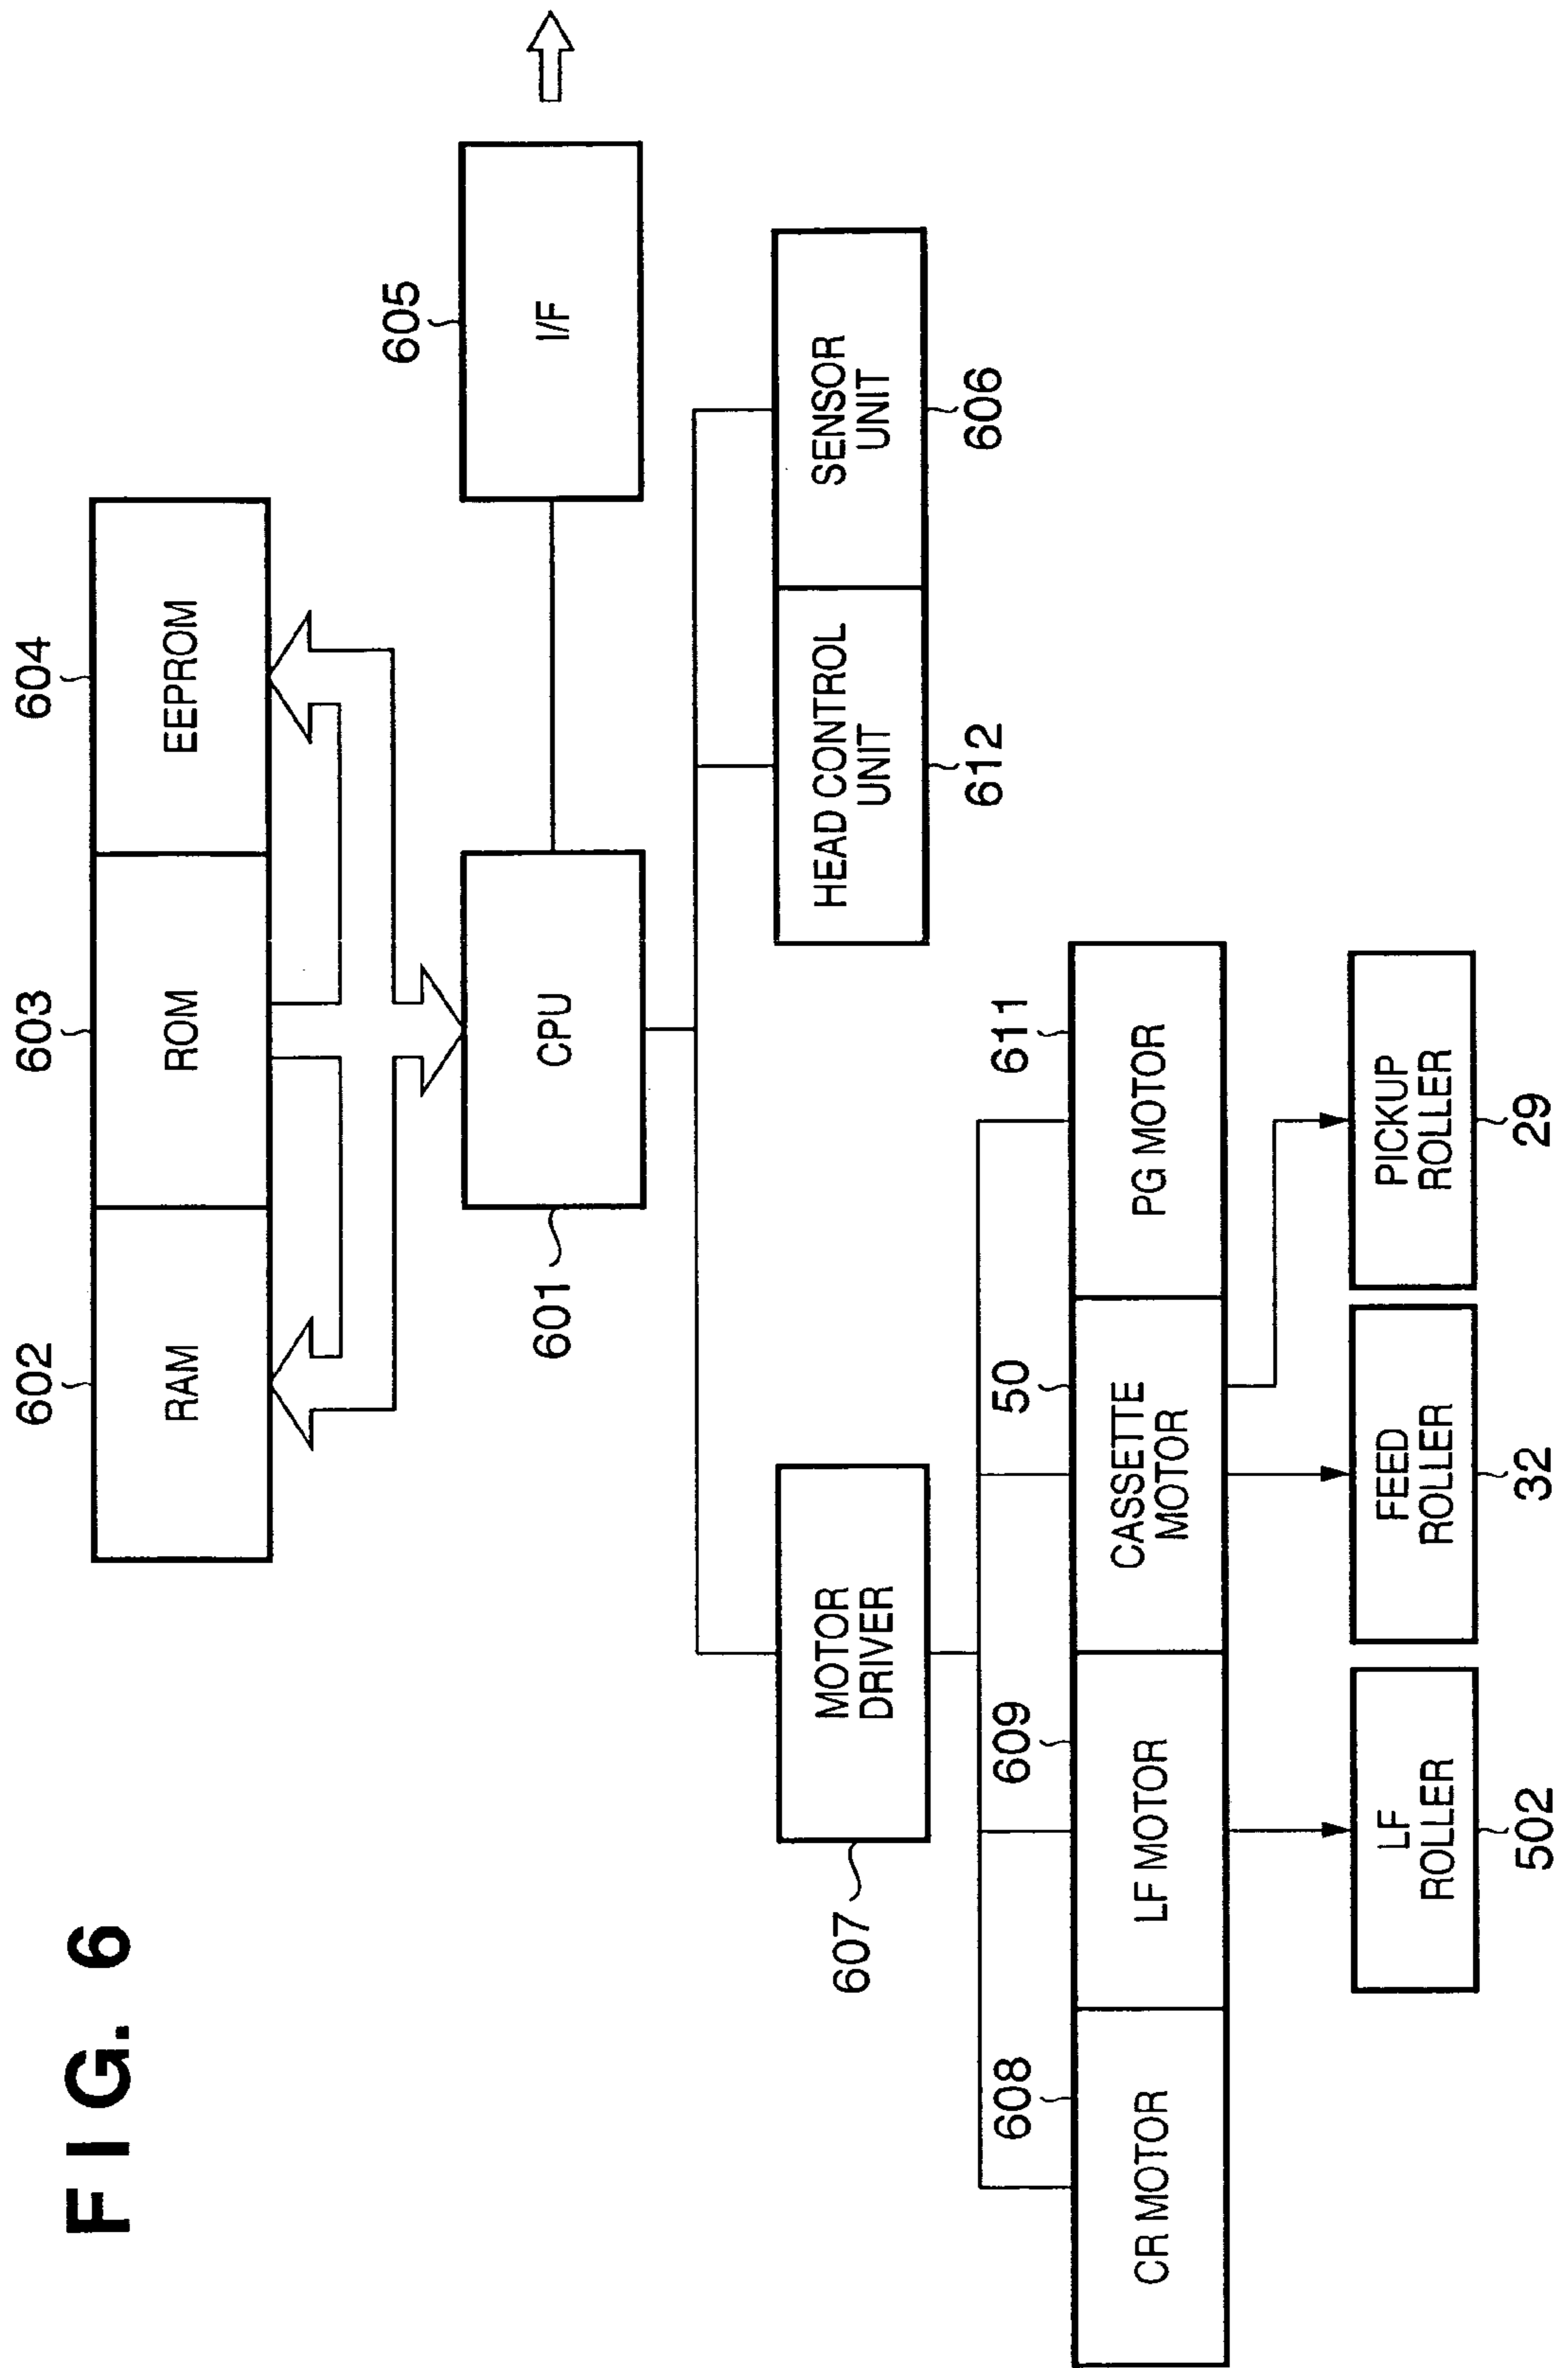 FIG. 6
602
603
604
RAM
ROM
EEPROM
605
601
CPU
I/F
607
MOTOR
DRIVER
HEAD CONTROL
UNIT
SENSOR
UNIT
612
606
608
609
50
611
CR MOTOR
LF MOTOR
CASSETTE
MOTOR
PG MOTOR
LF
ROLLER
FEED
ROLLER
PICKUP
ROLLER
502
32
29